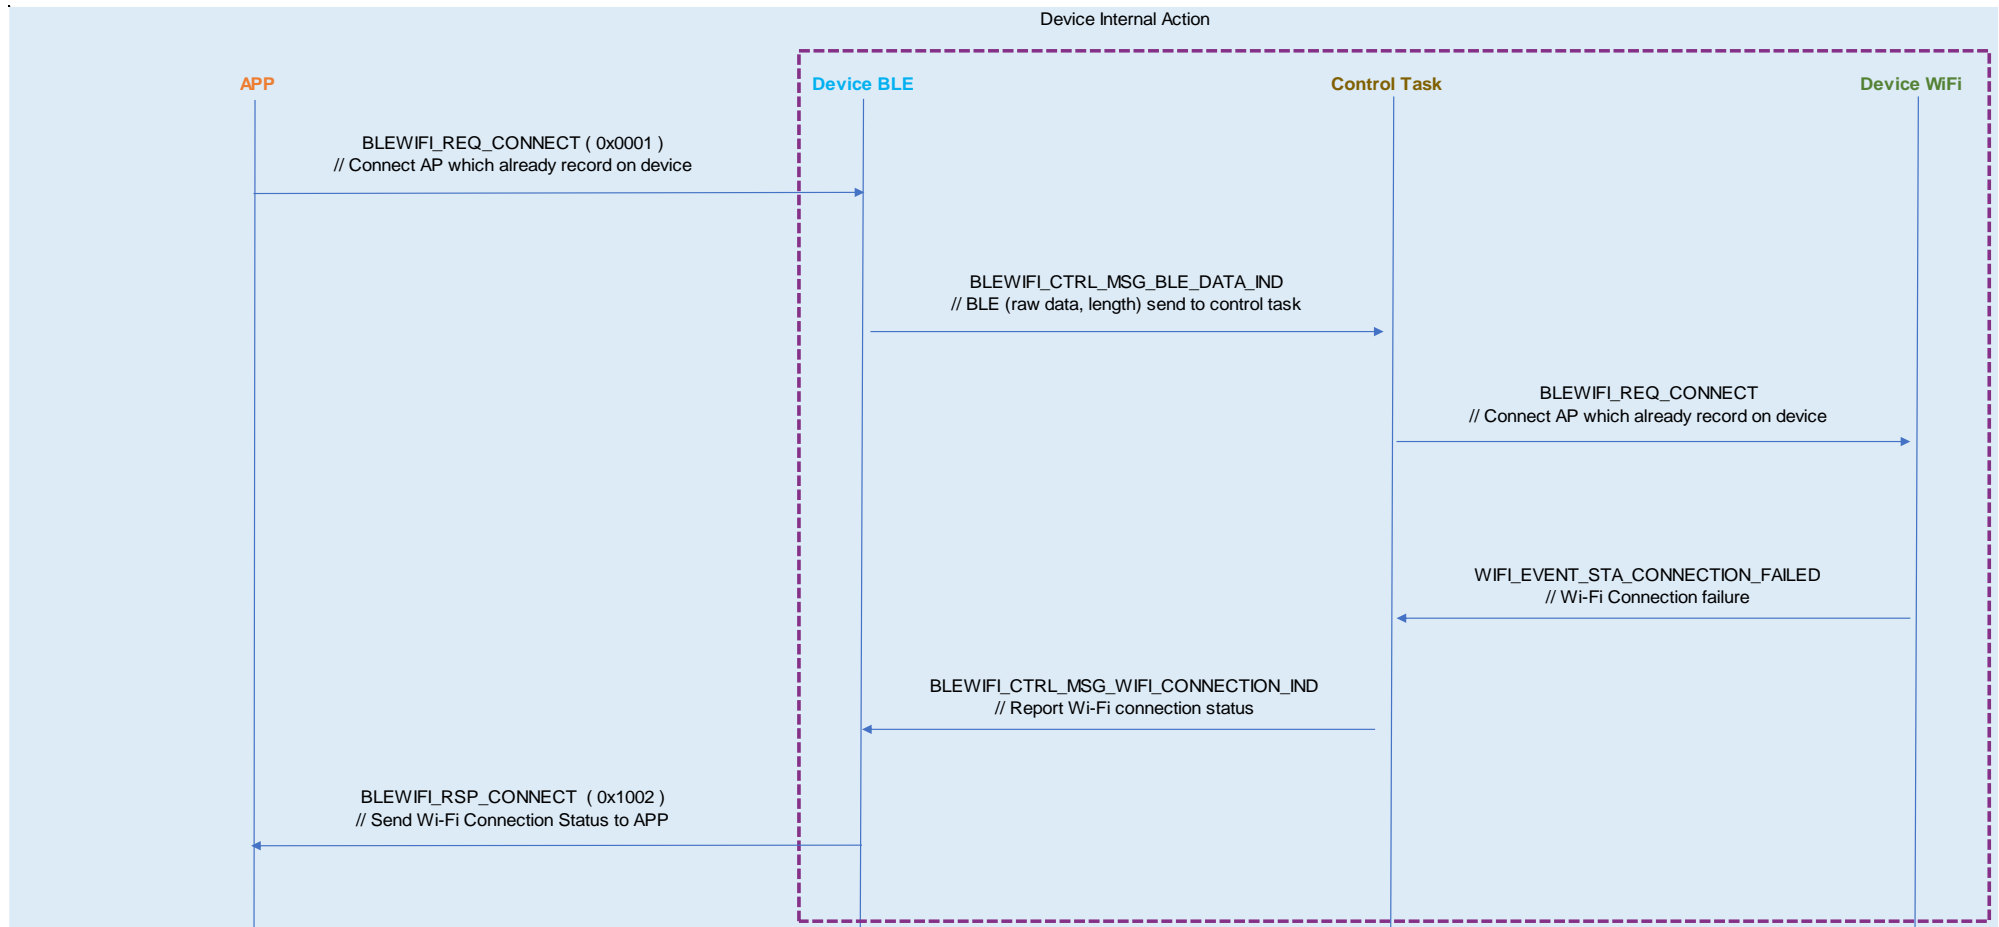 Device Internal Action
APP
Device BLE
Control Task
Device WiFi
BLEWIFI_REQ_CONNECT ( 0x0001 )
// Connect AP which already record on device
BLEWIFI_CTRL_MSG_BLE_DATA_IND
// BLE (raw data, length) send to control task
BLEWIFI_REQ_CONNECT
// Connect AP which already record on device
WIFI_EVENT_STA_CONNECTION_FAILED
// Wi-Fi Connection failure
BLEWIFI_CTRL_MSG_WIFI_CONNECTION_IND
// Report Wi-Fi connection status
BLEWIFI_RSP_CONNECT ( 0x1002 )
// Send Wi-Fi Connection Status to APP